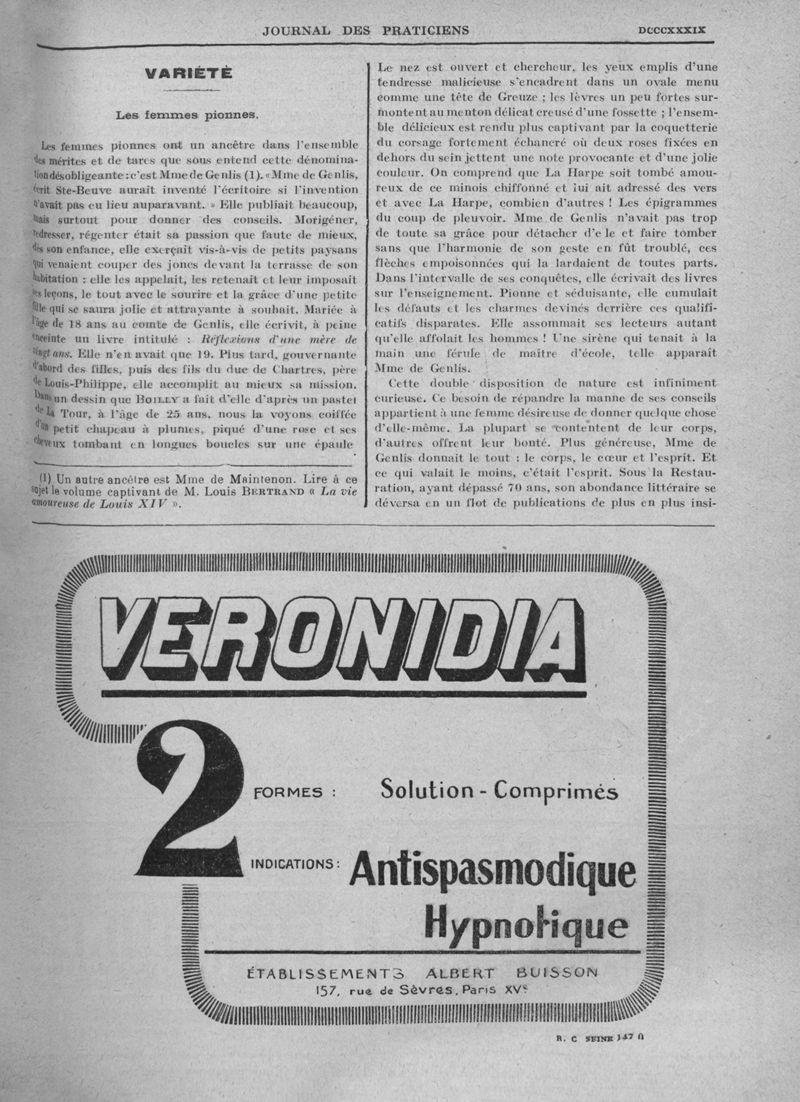 JOURNAL DES PRATICIENS
DCCCXXXIX
VARIÉTÉ
Les femmes pionnes.
Les femmes pionnes ont un ancêtre dans l'ensemble
des mérites et de tares que sous entend cette dénomina-
tion désobligeante : c'est Mme de Genlis (1). « Mme de Genlis,
écrit Ste-Beuve aurait inventé l'écritoire si l'invention
n'avait pas eu lieu auparavant. » Elle publiait beaucoup,
mais surtout pour donner des conseils. Morigéner,
redresser, régenter était sa passion que faute de mieux,
dès son enfance, elle exerçait vis-à-vis de petits paysans
qui venaient couper des joncs devant la terrasse de son
habitation : elle les appelait, les retenait et leur imposait
ses leçons, le tout avec le sourire et la grâce d'une petite
fille qui se saura jolie et attrayante à souhait. Mariée à
l'âge de 18 ans au comte de Genlis, elle écrivit, à peine
enceinte un livre intitulé : Réflexions d'une mère de
vingt ans. Elle n'en avait que 19. Plus tard, gouvernante
d'abord des filles, puis des fils du duc de Chartres, père
de Louis-Philippe, elle accomplit au mieux sa mission.
Dans un dessin que BOILLY a fait d'elle d'après un pastel
de La Tour, à l'âge de 25 ans, nous la voyons coiffée
d'un petit chapeau à plumes, piqué d'une rose et ses
cheveux tombant en longues boucles sur une épaule
(1) Un autre ancêtre est Mme de Maintenon. Lire à ce
sujet le volume captivant de M. Louis BERTRAND « La vie
amoureuse de Louis XIV ».
Le nez est ouvert et chercheur, les yeux emplis d'une
tendresse malicieuse s'encadrent dans un ovale menu
comme une tête de Greuze ; les lèvres un peu fortes sur-
montent au menton délicat creusé d'une fossette ; l'ensem-
ble délicieux est rendu plus captivant par la coquetterie
du corsage fortement échancré où deux roses fixées en
dehors du sein jettent une note provocante et d'une jolie
couleur. On comprend que La Harpe soit tombé amou-
reux de ce minois chiffonné et lui ait adressé des vers
et avec La Harpe, combien d'autres ! Les épigrammes
du coup de pleuvoir. Mme de Genlis n'avait pas trop
de toute sa grâce pour détacher d'e le et faire tomber
sans que l'harmonie de son geste en fût troublé, ces
flèches empoisonnées qui la lardaient de toutes parts.
Dans l'intervalle de ses conquêtes, elle écrivait des livres
sur l'enseignement. Pionne et séduisante, elle cumulait
les défauts et les charmes devinés derrière ces qualifi-
catifs disparates. Elle assommait ses lecteurs autant
qu'elle affolait les hommes ! Une sirène qui tenait à la
main une férule de maître d'école, telle apparaît
Mme de Genlis.
Cette double disposition de nature est infiniment
curieuse. Ce besoin de répandre la manne de ses conseils
appartient à une femme désireuse de donner quelque chose
d'elle-même. La plupart se contentent de leur corps,
d'autres offrent leur bonté. Plus généreuse, Mme de
Genlis donnait le tout : le corps, le cœur et l'esprit. Et
ce qui valait le moins, c'était l'esprit. Sous la Restau-
ration, ayant dépassé 70 ans, son abondance littéraire se
déversa en un flot de publications de plus en plus insi-
VERONIDIA
2
FORMES : Solution - Comprimés
INDICATIONS : Antispasmodique
Hypnotique
ÉTABLISSEMENTS ALBERT BUISSON
157, rue de Sèvres, Paris XVe
R. C SEINE 147